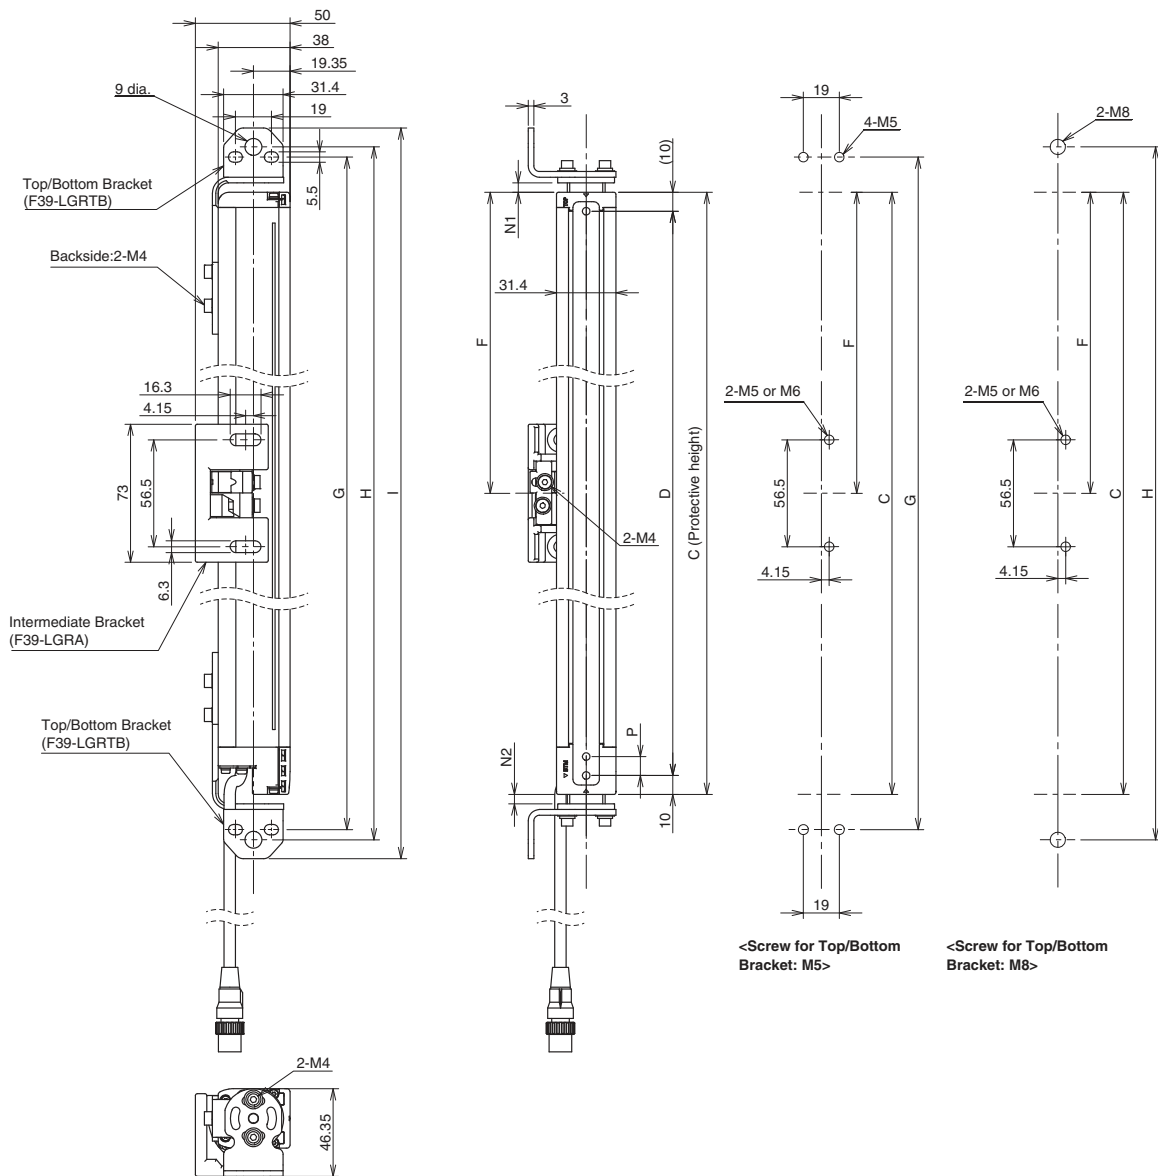 50
38
19.35
31.4
19
9 dia.
Top/Bottom Bracket
(F39-LGRTB)
5.5
Backside:2-M4
16.3
4.15
73
56.5
6.3
Intermediate Bracket
(F39-LGRA)
Top/Bottom Bracket
(F39-LGRTB)
G
H
I
2-M4
46.35
3
(10)
N1
TOP
31.4
F
D
C (Protective height)
2-M4
P
N2
10
19
4-M5
F
2-M5 or M6
56.5
4.15
C
G
19
<Screw for Top/Bottom
Bracket: M5>
2-M8
F
2-M5 or M6
56.5
4.15
C
H
<Screw for Top/Bottom
Bracket: M8>